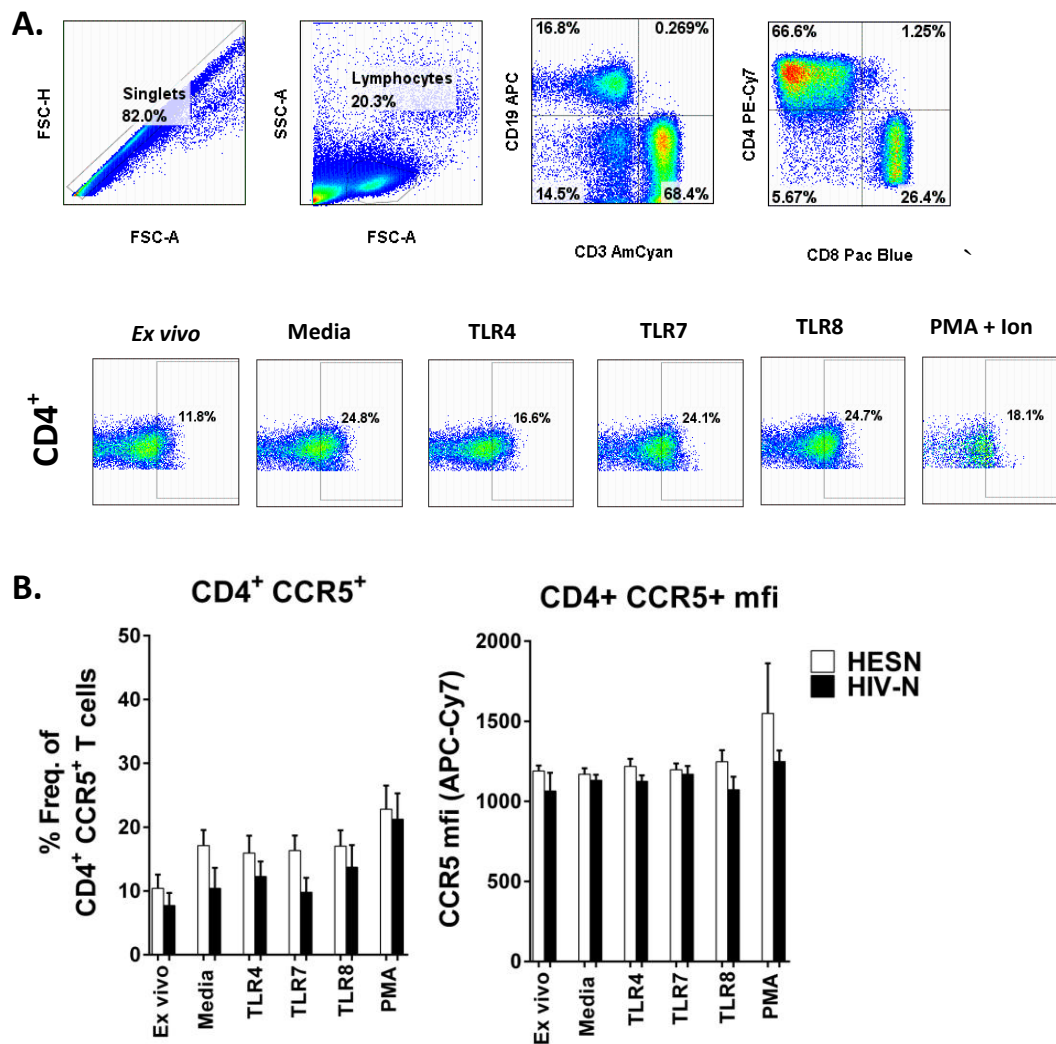 A.
FSC-H
Singlets
82.0%
FSC-A
SSC-A
Lymphocytes
20.3%
FSC-A
CD19 APC
16.8%
0.269%
14.5%
68.4%
CD3 AmCyan
CD4 PE-Cy7
66.6%
1.25%
5.67%
26.4%
CD8 Pac Blue
`
Ex vivo
Media
TLR4
TLR7
TLR8
PMA + Ion
CD4+
11.8%
24.8%
16.6%
24.1%
24.7%
18.1%
B.
CD4+ CCR5+
% Freq. of
CD4+ CCR5+ T cells
50
40
30
20
10
0
Ex vivo
Media
TLR4
TLR7
TLR8
PMA
CD4+ CCR5+ mfi
CCR5 mfi (APC-Cy7)
2000
1500
1000
500
0
Ex vivo
Media
TLR4
TLR7
TLR8
PMA
HESN
HIV-N